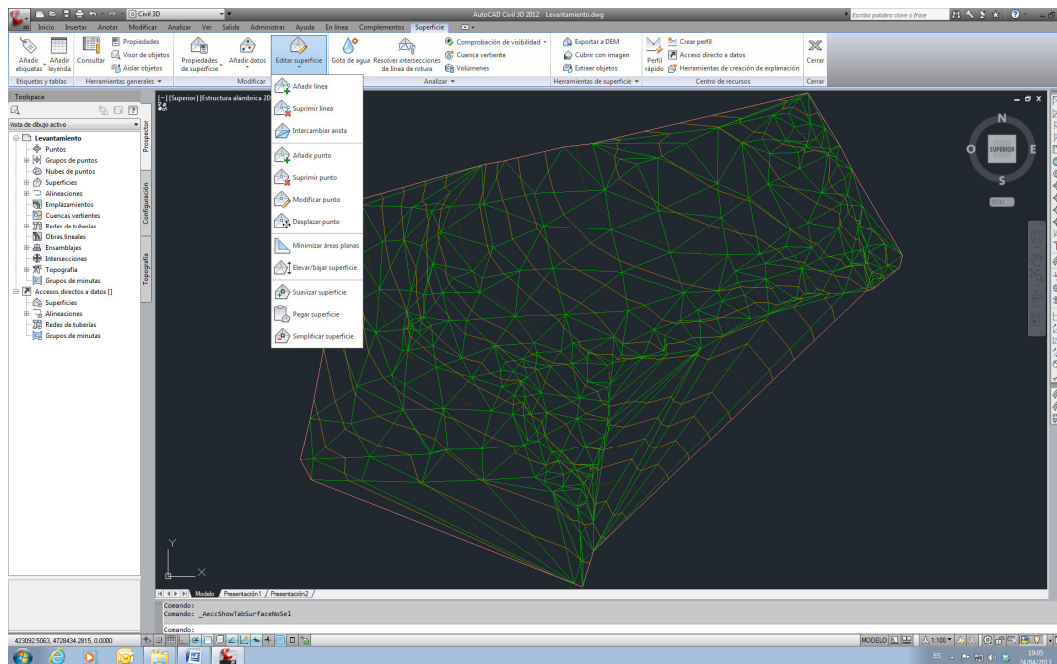 Civil 3D
AutoCAD Civil 3D 2012 Levantamiento.dwg
Escriba palabra clave o frase
Inicio Insertar Anotar Modificar Analizar Ver Salida Administrar Ayuda En línea Complementos Superficie
Añadir etiquetas
Añadir leyenda
Consultar
Propiedades
Visor de objetos
Aislar objetos
Propiedades de superficie
Añadir datos
Editar superficie
Gota de agua
Resolver intersecciones de línea de rotura
Comprobación de visibilidad
Cuenca vertiente
Volúmenes
Exportar a DEM
Cubrir con imagen
Extraer objetos
Perfil rápido
Crear perfil
Acceso directo a datos
Herramientas de creación de explanación
Cerrar
Etiquetas y tablas
Herramientas generales
Modificar
Analizar
Herramientas de superficie
Centro de recursos
Cerrar
Añadir línea
Suprimir línea
Intercambiar arista
Añadir punto
Suprimir punto
Modificar punto
Desplazar punto
Minimizar áreas planas
Elevar/bajar superficie
Suavizar superficie
Pegar superficie
Simplificar superficie
Toolspace
Vista de dibujo activo
Levantamiento
Puntos
Grupos de puntos
Nubes de puntos
Superficies
Alineaciones
Emplazamientos
Cuencas vertientes
Redes de tuberías
Obras lineales
Ensamblajes
Intersecciones
Topografía
Grupos de minutas
Accesos directos a datos []
Superficies
Alineaciones
Redes de tuberías
Grupos de minutas
Prospector
Configuración
Topografía
[-] [Superior] [Estructura alámbrica 2D
N
O SUPERIOR E
S
SCU
Y
X
Modelo Presentación1 Presentación2
Comando:
Comando: _AeccShowTabSurfaceNoSel
Comando:
423092.5063, 4728434.2815, 0.0000
MODELO
1:100
ES
19:05
24/04/2013